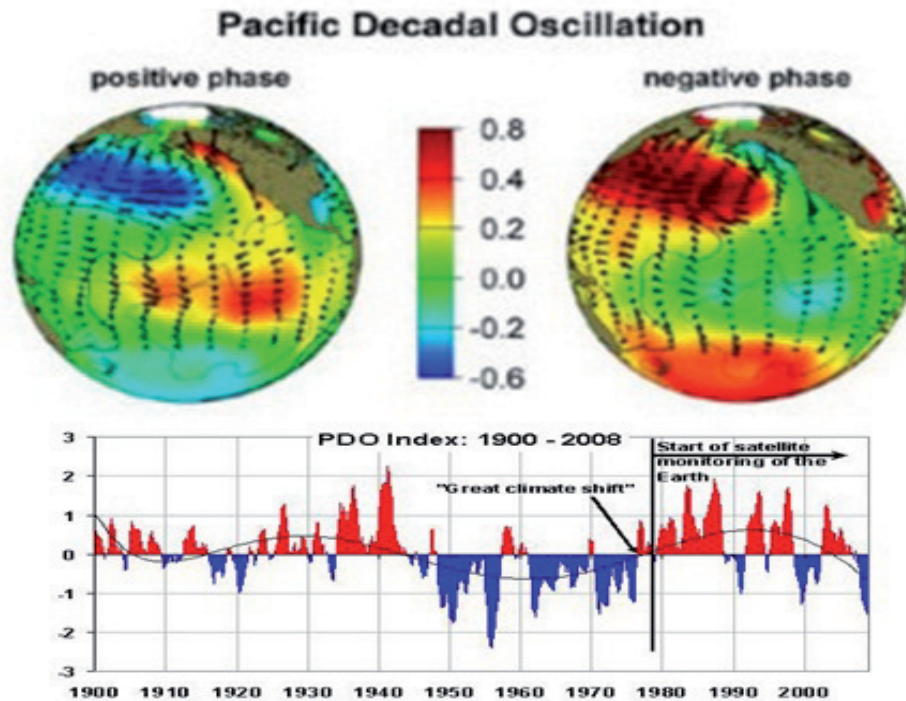 Pacific Decadal Oscillation
positive phase
negative phase
0.8
0.4
0.2
0.0
-0.2
-0.6
PDO Index: 1900 - 2008
Start of satellite
monitoring of the
Earth
"Great climate shift"
3
2
1
0
-1
-2
-3
1900 1910 1920 1930 1940 1950 1960 1970 1980 1990 2000